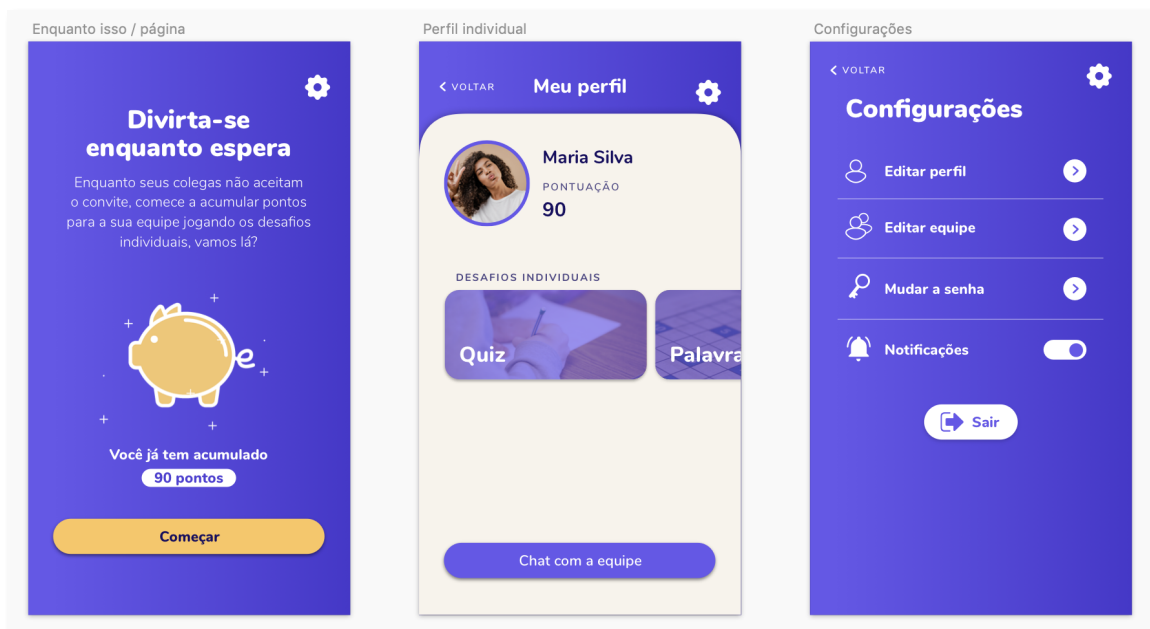 Enquanto isso / página
Divirta-se
enquanto espera
Enquanto seus colegas não aceitam
o convite, comece a acumular pontos
para a sua equipe jogando os desafios
individuais, vamos lá?
Você já tem acumulado
90 pontos
Começar
Perfil individual
VOLTAR
Meu perfil
Maria Silva
PONTUAÇÃO
90
DESAFIOS INDIVIDUAIS
Quiz
Palavra
Chat com a equipe
Configurações
VOLTAR
Configurações
Editar perfil
Editar equipe
Mudar a senha
Notificações
Sair